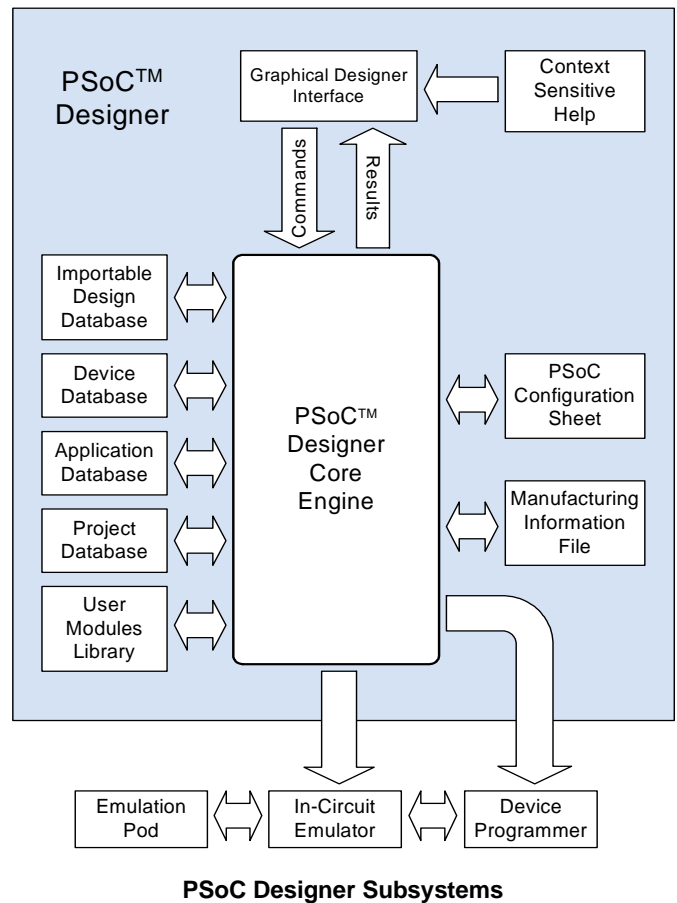 PSoC™
Designer
Graphical Designer
Interface
Context
Sensitive
Help
Commands
Results
Importable
Design
Database
Device
Database
Application
Database
Project
Database
User
Modules
Library
PSoC™
Designer
Core
Engine
PSoC
Configuration
Sheet
Manufacturing
Information
File
Emulation
Pod
In-Circuit
Emulator
Device
Programmer
PSoC Designer Subsystems